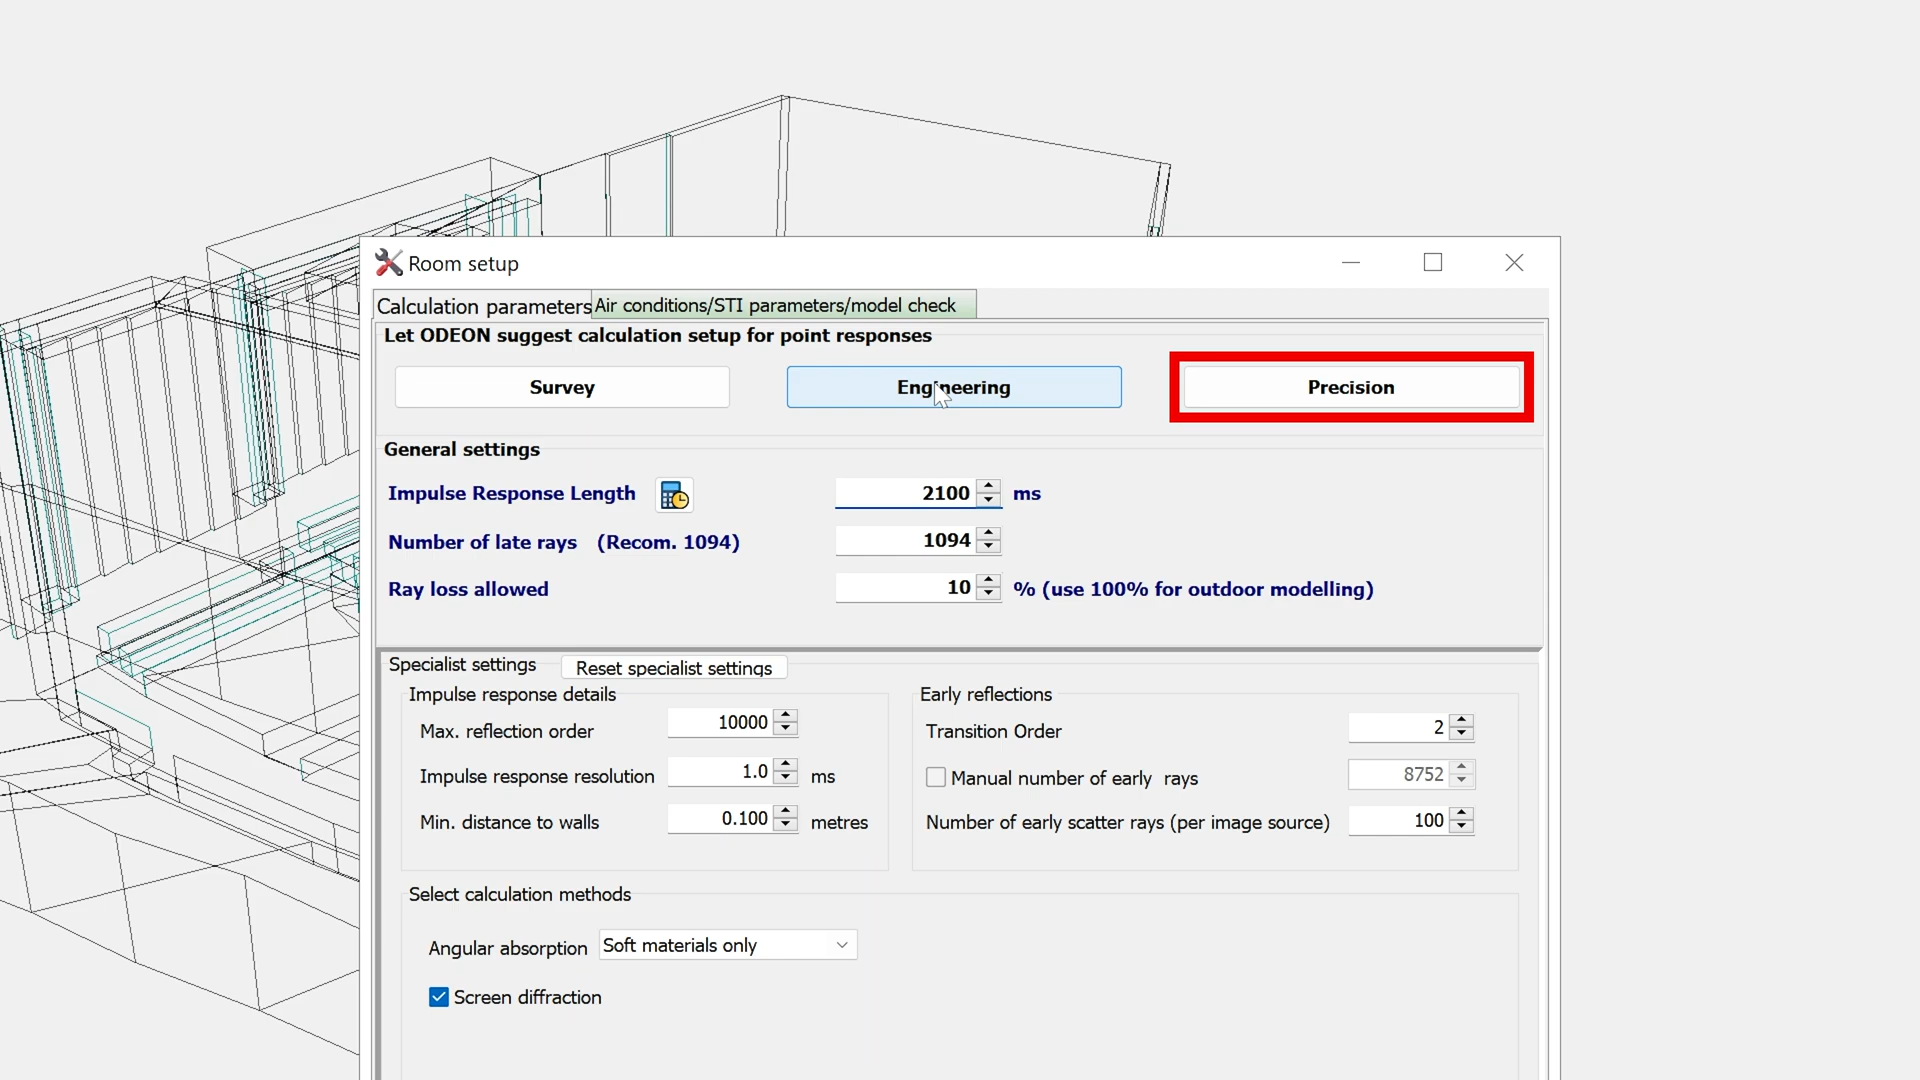 Room setup
Calculation parameters
Air conditions/STI parameters/model check
Let ODEON suggest calculation setup for point responses
Survey
Engineering
Precision
General settings
Impulse Response Length 2100 ms
Number of late rays (Recom. 1094) 1094
Ray loss allowed 10 % (use 100% for outdoor modelling)
Specialist settings Reset specialist settings
Impulse response details
Max. reflection order 10000
Impulse response resolution 1.0 ms
Min. distance to walls 0.100 metres
Early reflections
Transition Order 2
Manual number of early rays 8752
Number of early scatter rays (per image source) 100
Select calculation methods
Angular absorption Soft materials only
Screen diffraction